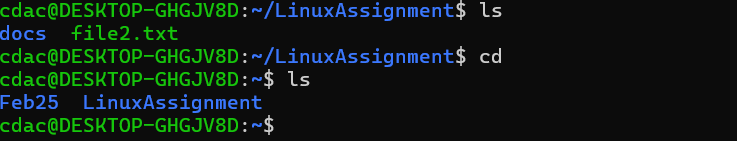 cdac@DESKTOP-GHGJV8D:~/LinuxAssignment$ ls
docs  file2.txt
cdac@DESKTOP-GHGJV8D:~/LinuxAssignment$ cd
cdac@DESKTOP-GHGJV8D:~$ ls
Feb25  LinuxAssignment
cdac@DESKTOP-GHGJV8D:~$